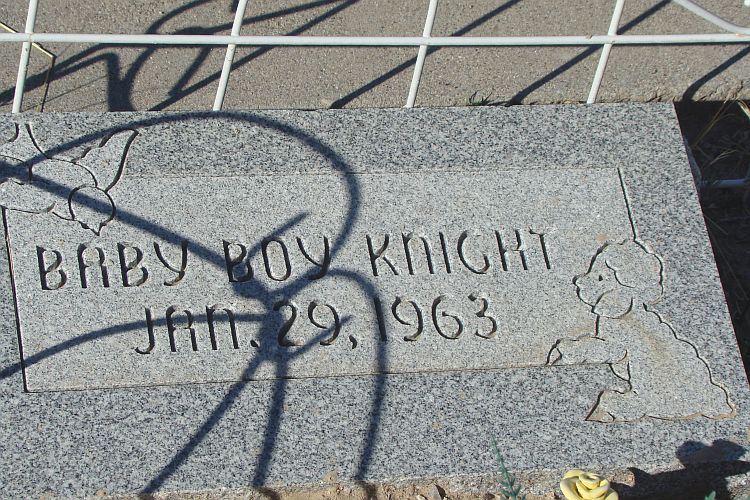 BABY BOY KNIGHT
JAN. 29, 1963